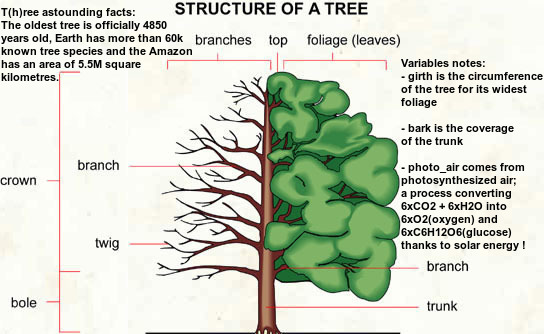 T(h)ree astounding facts:
The oldest tree is officially 4850
years old, Earth has more than 60k
known tree species and the Amazon
has an area of 5.5M square
kilometres.
STRUCTURE OF A TREE
branches
top
foliage (leaves)
Variables notes:
- girth is the circumference
of the tree for its widest
foliage
- bark is the coverage
of the trunk
- photo_air comes from
photosynthesized air;
a process converting
6xCO2 + 6xH2O into
6xO2(oxygen) and
6xC6H12O6(glucose)
thanks to solar energy !
branch
crown
twig
branch
bole
trunk